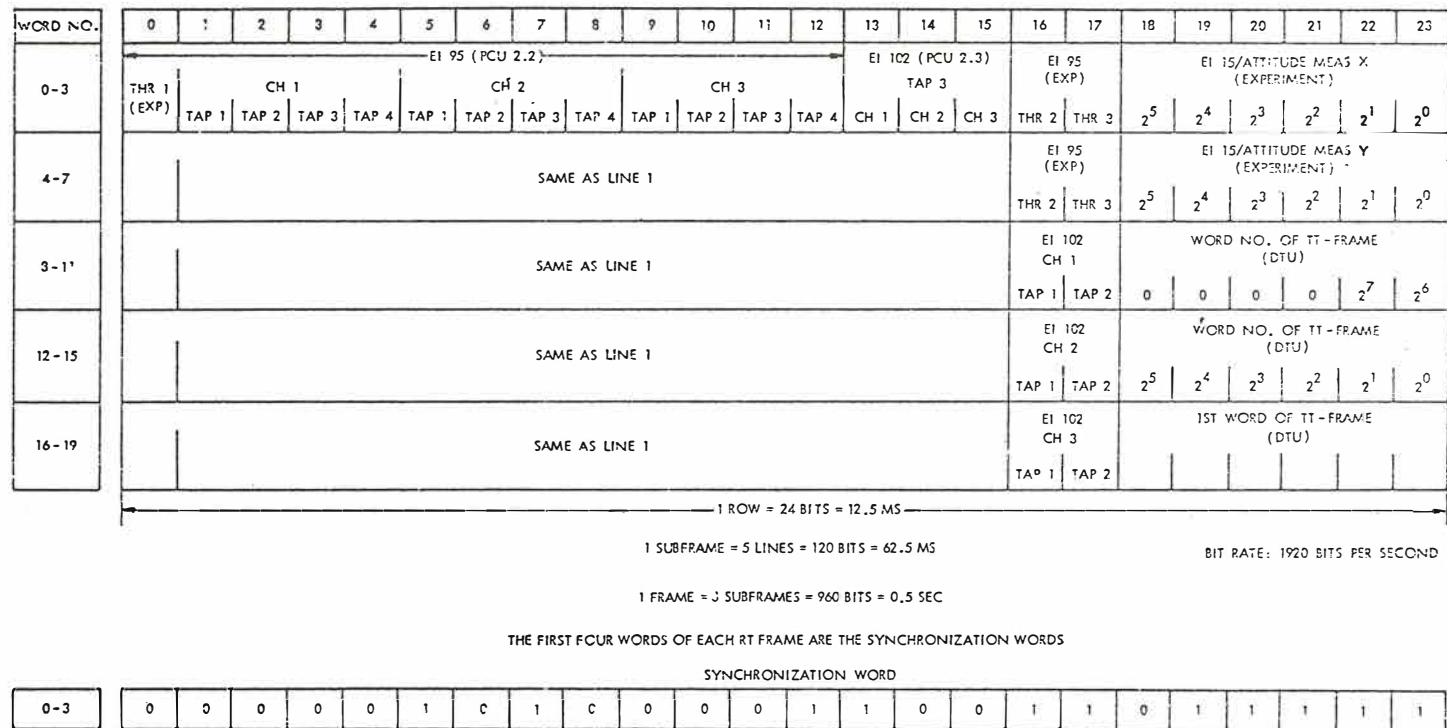 WORD NO. 0 1 2 3 4 5 6 7 8 9 10 11 12 13 14 15 16 17 18 19 20 21 22 23
0-3
EI 95 (PCU 2.2)
EI 102 (PCU 2.3)
EI 95
EI 15/ATTITUDE MEAS X
THR 1
CH 1
CH 2
CH 3
TAP 3
(EXP)
(EXPERIMENT)
(EXP)
TAP 1 TAP 2 TAP 3 TAP 4 TAP 1 TAP 2 TAP 3 TAP 4 TAP 1 TAP 2 TAP 3 TAP 4 CH 1 CH 2 CH 3 THR 2 THR 3 2^5 2^4 2^3 2^2 2^1 2^0
4-7
SAME AS LINE 1
EI 95
(EXP)
EI 15/ATTITUDE MEAS Y
(EXPERIMENT)
THR 2 THR 3 2^5 2^4 2^3 2^2 2^1 2^0
SAME AS LINE 1
EI 102
CH 1
WORD NO. OF TT-FRAME
(DTU)
TAP 1 TAP 2 0 0 0 0 2^7 2^6
12-15
SAME AS LINE 1
EI 102
CH 2
WORD NO. OF TT-FRAME
(DTU)
TAP 1 TAP 2 2^5 2^4 2^3 2^2 2^1 2^0
16-19
SAME AS LINE 1
EI 102
CH 3
1ST WORD OF TT-FRAME
(DTU)
TAP 1 TAP 2
1 ROW = 24 BITS = 12.5 MS
1 SUBFRAME = 5 LINES = 120 BITS = 62.5 MS
BIT RATE: 1920 BITS PER SECOND
1 FRAME = SUBFRAMES = 960 BITS = 0.5 SEC
THE FIRST FOUR WORDS OF EACH RT FRAME ARE THE SYNCHRONIZATION WORDS
SYNCHRONIZATION WORD
0-3 0 0 0 0 0 1 0 1 0 0 0 0 1 1 0 0 1 1 0 1 1 1 1 1